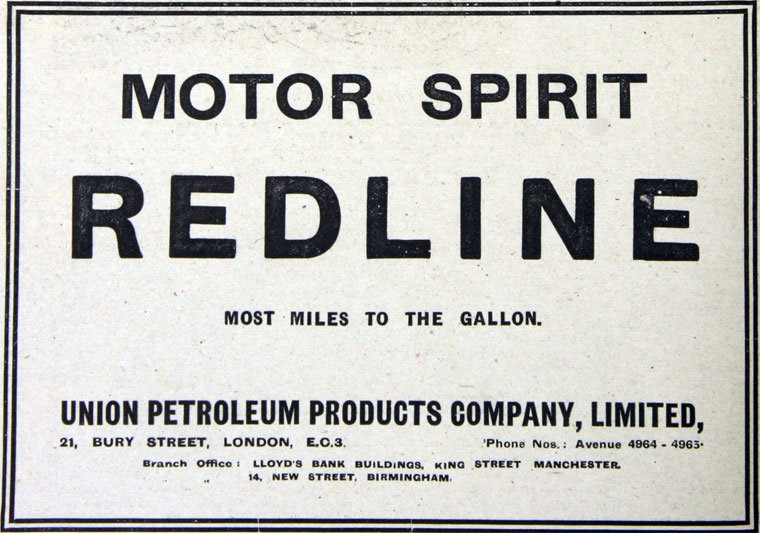 MOTOR SPIRIT
REDLINE
MOST MILES TO THE GALLON.
UNION PETROLEUM PRODUCTS COMPANY, LIMITED,
21, BURY STREET, LONDON, E.C.3. 'Phone Nos.: Avenue 4964 - 4965.
Branch Office: LLOYD'S BANK BUILDINGS, KING STREET MANCHESTER.
14, NEW STREET, BIRMINGHAM.